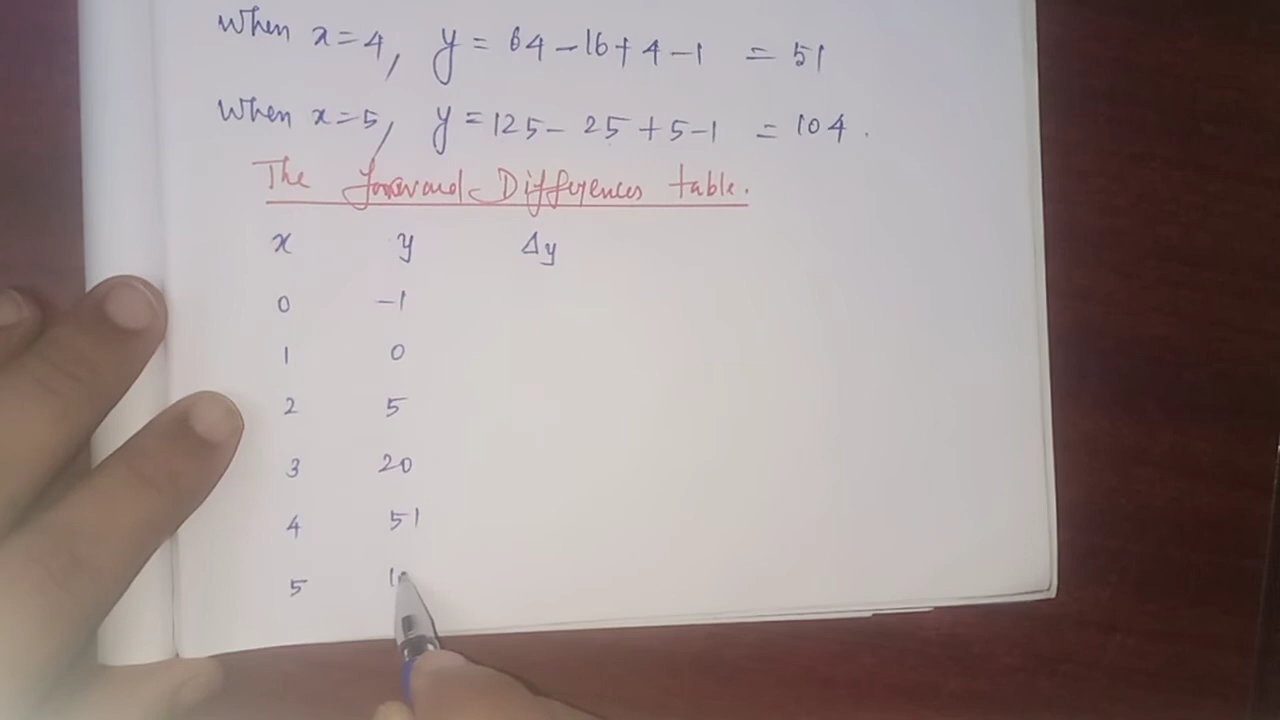 When x=4, y = 64-16+4-1 = 51
When x=5, y=125-25+5-1 = 104.
The forward Differences table.
x y Δy
0 -1
1 0
2 5
3 20
4 51
5 10